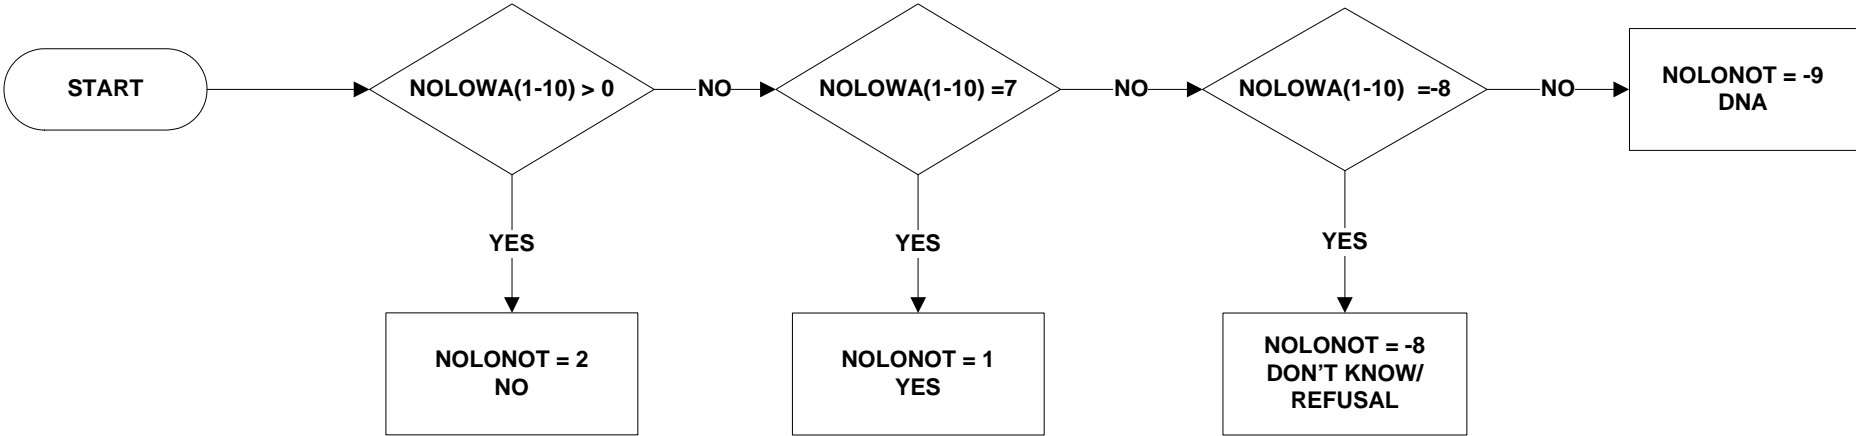 START
NOLOWA(1-10) > 0
NO
NOLOWA(1-10) =7
NO
NOLOWA(1-10) =-8
NO
NOLONOT = -9
DNA
YES
YES
YES
NOLONOT = 2
NO
NOLONOT = 1
YES
NOLONOT = -8
DON'T KNOW/
REFUSAL